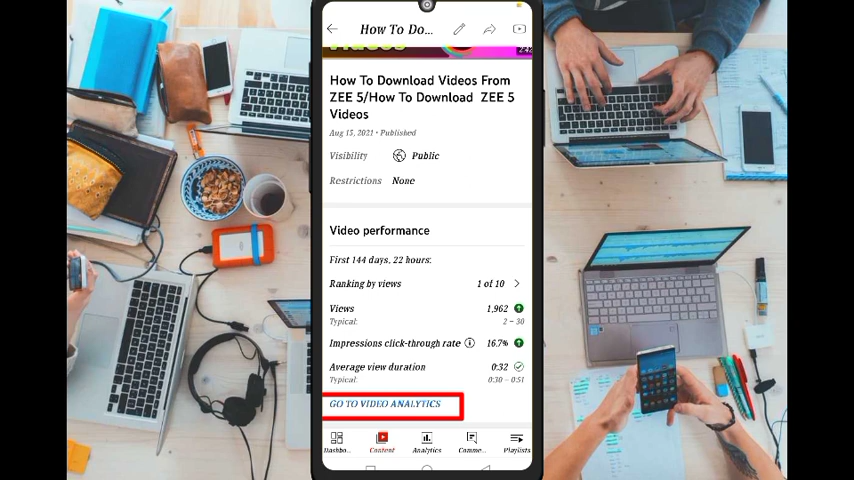 How To Do...
Videos
2:42
How To Download Videos From
ZEE 5/How To Download ZEE 5
Videos
Aug 15, 2021 • Published
Visibility Public
Restrictions None
Video performance
First 144 days, 22 hours:
Ranking by views 1 of 10
Views 1,962
Typical: 2 – 30
Impressions click-through rate 16.7%
Average view duration 0:32
Typical: 0:30 – 0:51
GO TO VIDEO ANALYTICS
Dashbo... Content Analytics Comme... Playlists